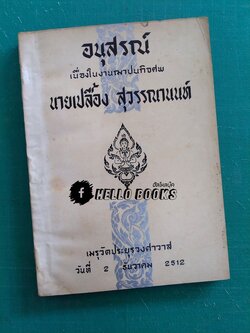 อนุสรณ์
เนื่องในงานฌาปนกิจศพ
นายเปลื้อง สุวรรณานนท์
f HELLO BOOKS
เมรุวัดประยุรวงศาวาส
วันที่ 2 ธันวาคม 2512